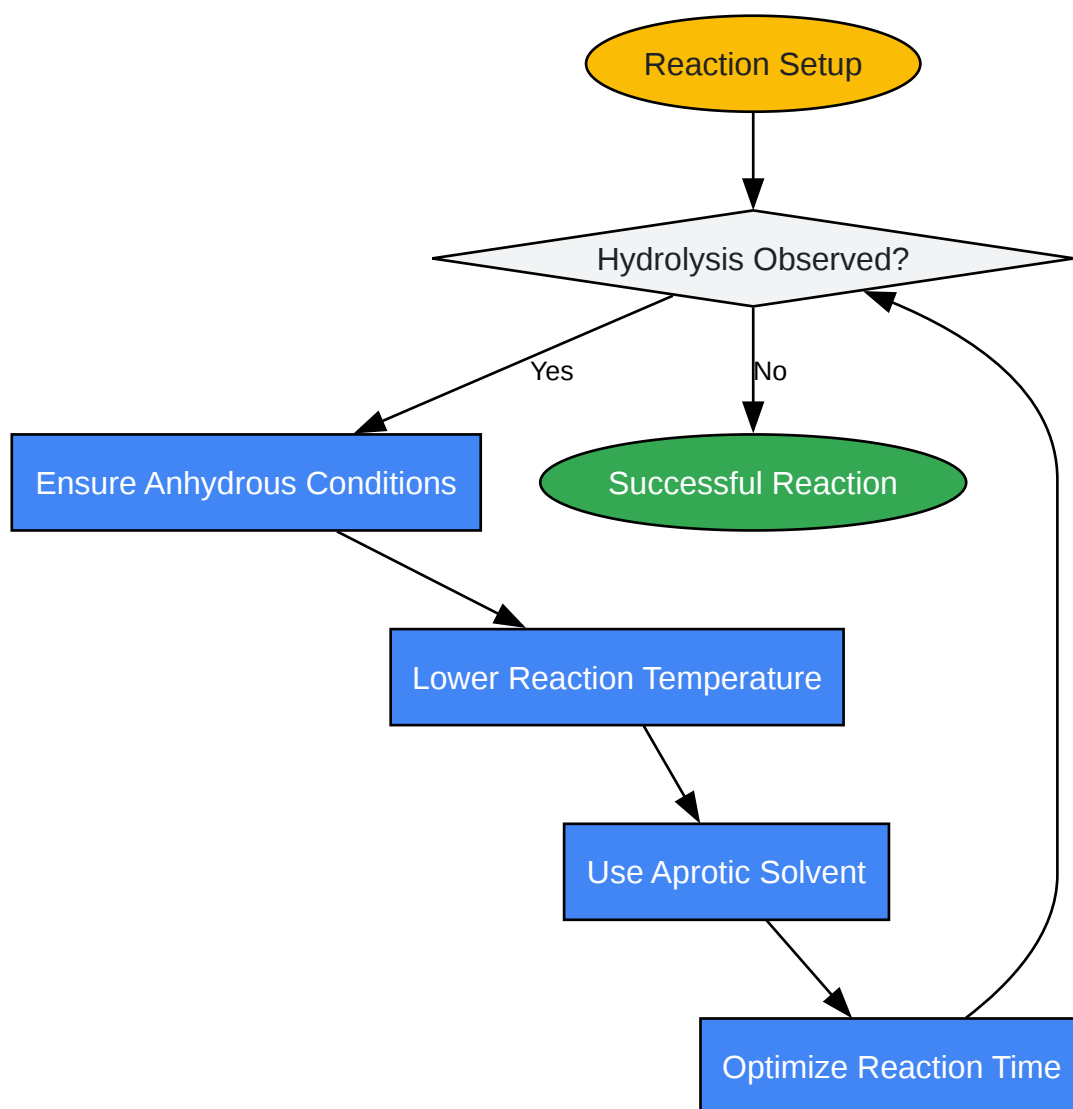 Reaction Setup
Hydrolysis Observed?
Yes
No
Ensure Anhydrous Conditions
Successful Reaction
Lower Reaction Temperature
Use Aprotic Solvent
Optimize Reaction Time